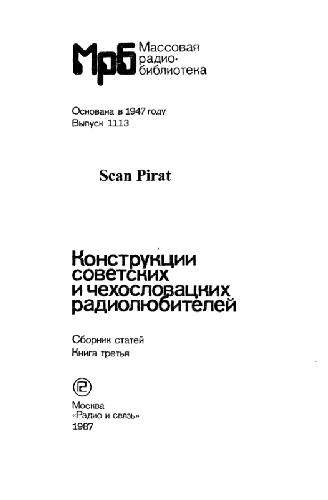 Мрб Массовая
радио-
библиотека
Основана в 1947 году
Выпуск 1113
Scan Pirat
Конструкции
советских
и чехословацких
радиолюбителей
Сборник статей
Книга третья
Москва
«Радио и связь»
1987